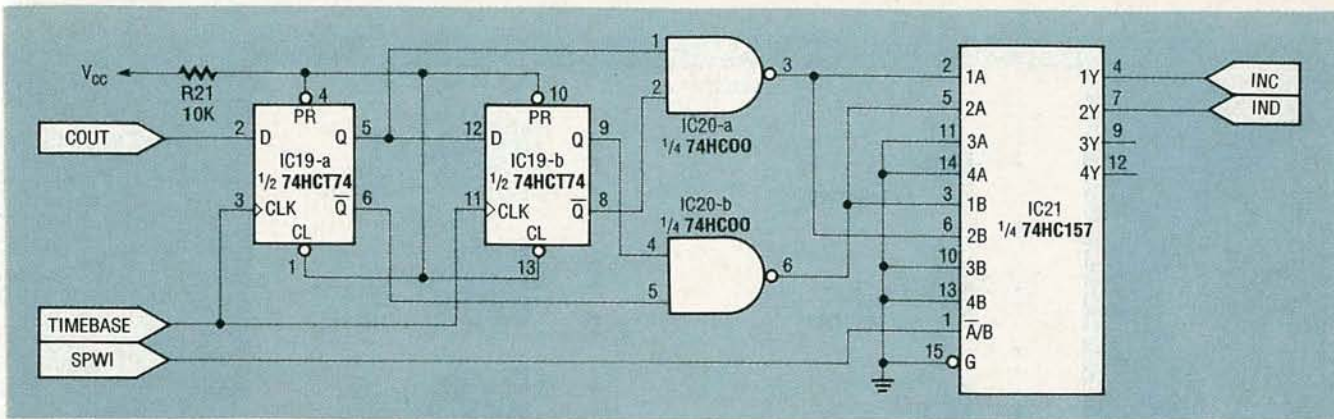 V_CC
R21
10K
COUT
2
D
4
PR
Q
5
IC19-a
1/2 74HCT74
3
CLK
Q̅
6
CL
1
12
D
10
PR
Q
9
IC19-b
1/2 74HCT74
11
CLK
Q̅
8
CL
13
1
2
3
IC20-a
1/4 74HC00
IC20-b
1/4 74HC00
4
5
6
2
1A
1Y
4
INC
5
2A
2Y
7
IND
11
3A
3Y
9
14
4A
4Y
12
3
1B
IC21
1/4 74HC157
6
2B
10
3B
13
4B
1
A̅/B
15
G
TIMEBASE
SPWI